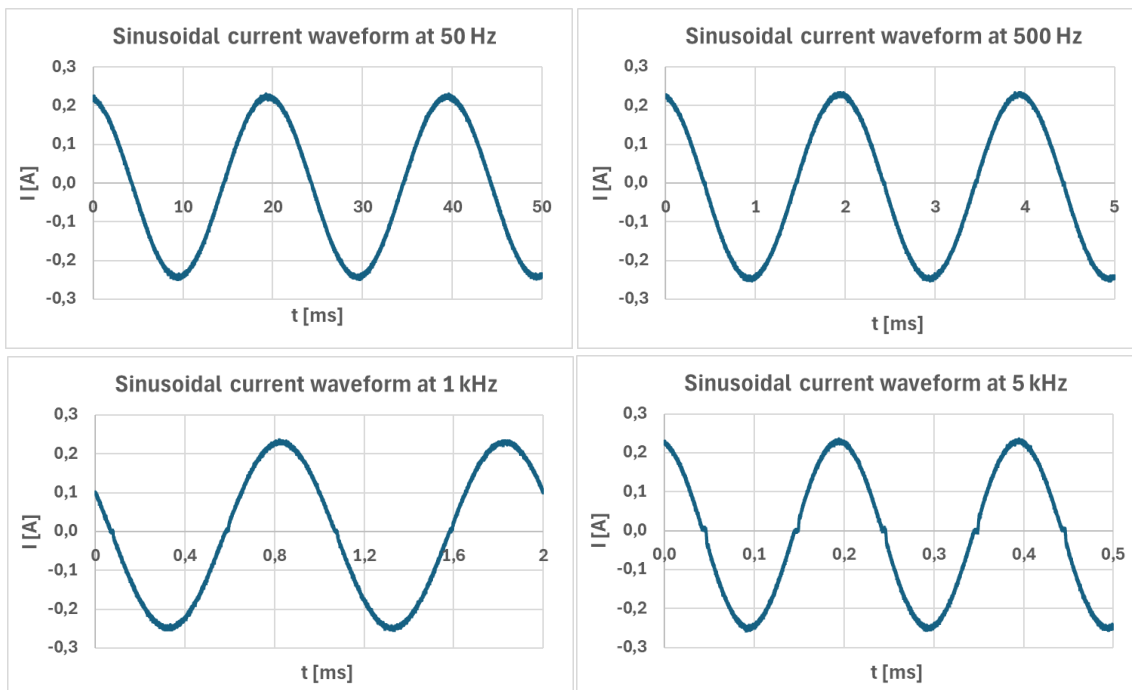 Sinusoidal current waveform at 50 Hz
0,3
0,2
0,1
0,0
-0,1
-0,2
-0,3
I [A]
0 10 20 30 40 50
t [ms]
Sinusoidal current waveform at 500 Hz
0,3
0,2
0,1
0,0
-0,1
-0,2
-0,3
I [A]
0 1 2 3 4 5
t [ms]
Sinusoidal current waveform at 1 kHz
0,3
0,2
0,1
0,0
-0,1
-0,2
-0,3
I [A]
0 0,4 0,8 1,2 1,6 2
t [ms]
Sinusoidal current waveform at 5 kHz
0,3
0,2
0,1
0,0
-0,1
-0,2
-0,3
I [A]
0,0 0,1 0,2 0,3 0,4 0,5
t [ms]